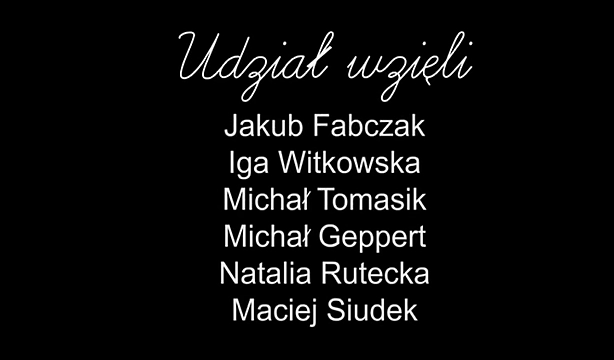 Udział wzięli
Jakub Fabczak
Iga Witkowska
Michał Tomasik
Michał Geppert
Natalia Rutecka
Maciej Siudek